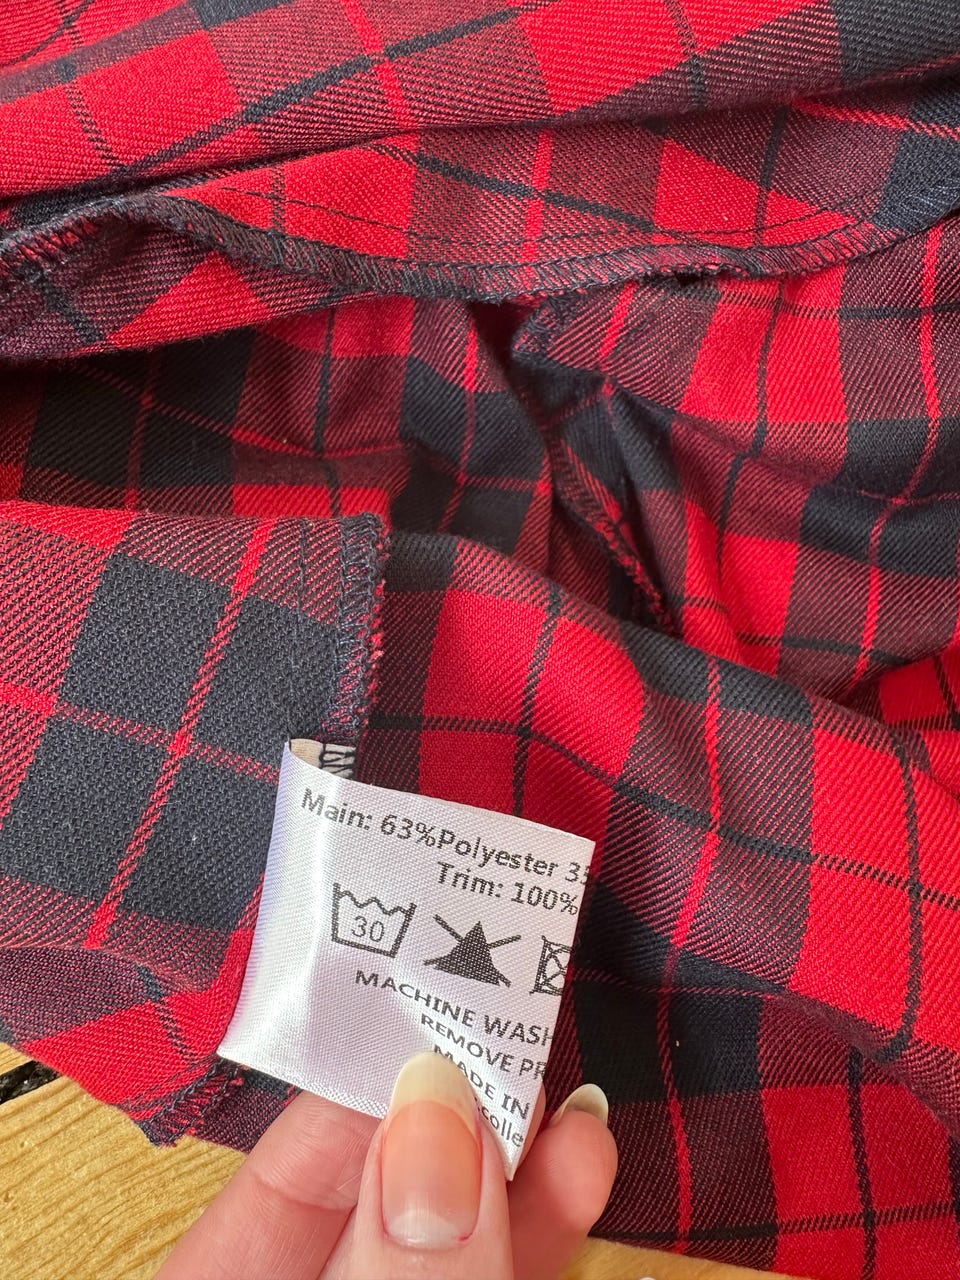 Main: 63%Polyester
Trim: 100%
30
MACHINE WASH
REMOVE
MADE IN